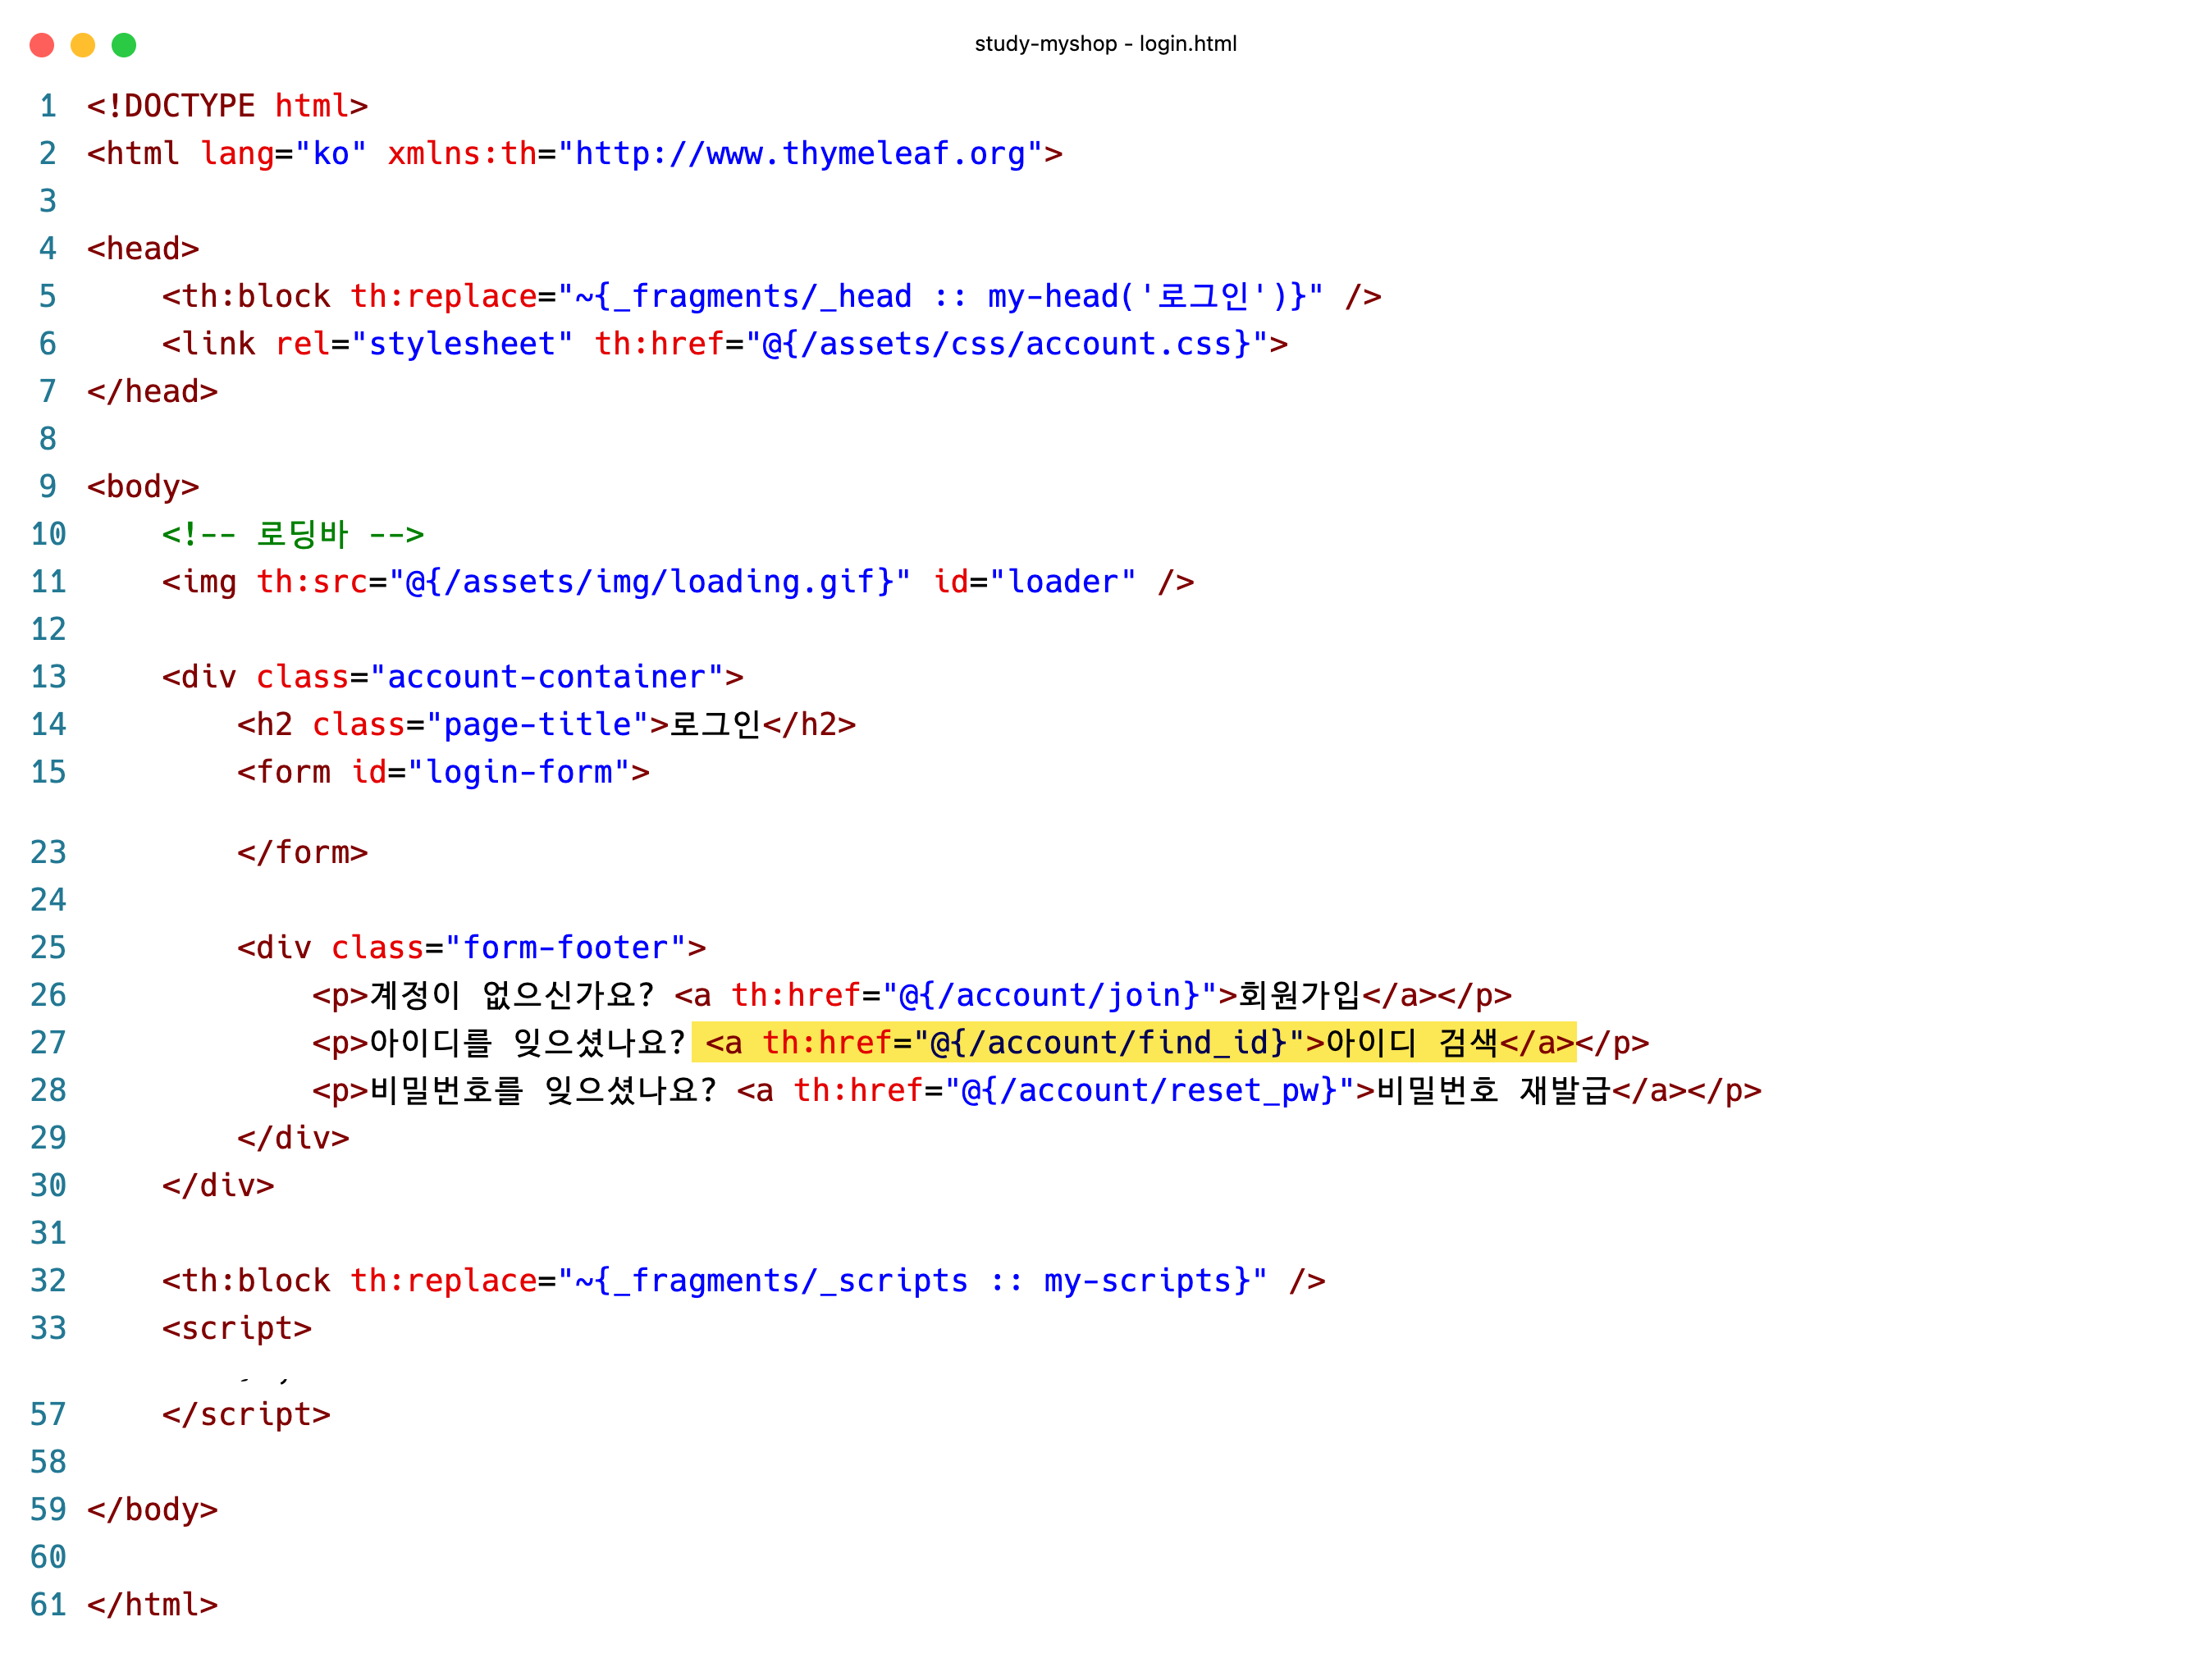 study-myshop - login.html
1 <!DOCTYPE html>
2 <html lang="ko" xmlns:th="http://www.thymeleaf.org">
3
4 <head>
5     <th:block th:replace="~{_fragments/_head :: my-head('로그인')}" />
6     <link rel="stylesheet" th:href="@{/assets/css/account.css}">
7 </head>
8
9 <body>
10     <!-- 로딩바 -->
11     <img th:src="@{/assets/img/loading.gif}" id="loader" />
12
13     <div class="account-container">
14         <h2 class="page-title">로그인</h2>
15         <form id="login-form">
23         </form>
24
25         <div class="form-footer">
26             <p>계정이 없으신가요? <a th:href="@{/account/join}">회원가입</a></p>
27             <p>아이디를 잊으셨나요? <a th:href="@{/account/find_id}">아이디 검색</a></p>
28             <p>비밀번호를 잊으셨나요? <a th:href="@{/account/reset_pw}">비밀번호 재발급</a></p>
29         </div>
30     </div>
31
32     <th:block th:replace="~{_fragments/_scripts :: my-scripts}" />
33     <script>
57     </script>
58
59 </body>
60
61 </html>